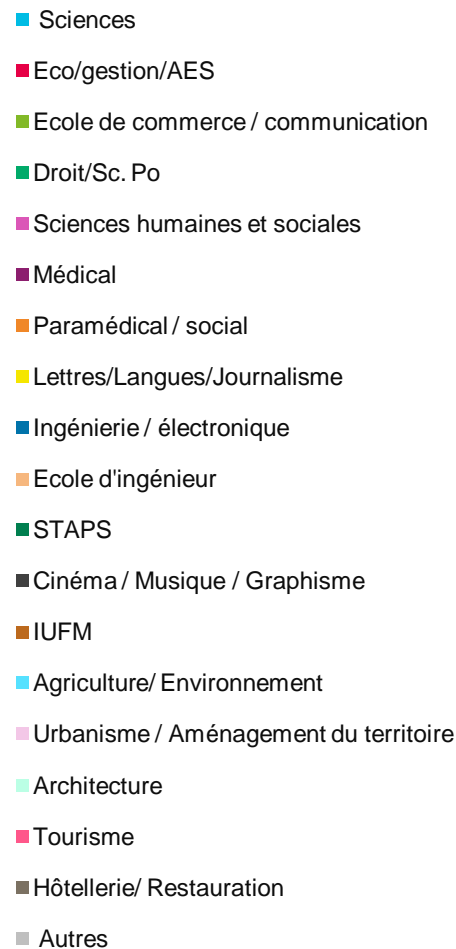 Sciences
Eco/gestion/AES
Ecole de commerce / communication
Droit/Sc. Po
Sciences humaines et sociales
Médical
Paramédical / social
Lettres/Langues/Journalisme
Ingénierie / électronique
Ecole d'ingénieur
STAPS
Cinéma / Musique / Graphisme
IUFM
Agriculture/ Environnement
Urbanisme / Aménagement du territoire
Architecture
Tourisme
Hôtellerie/ Restauration
Autres